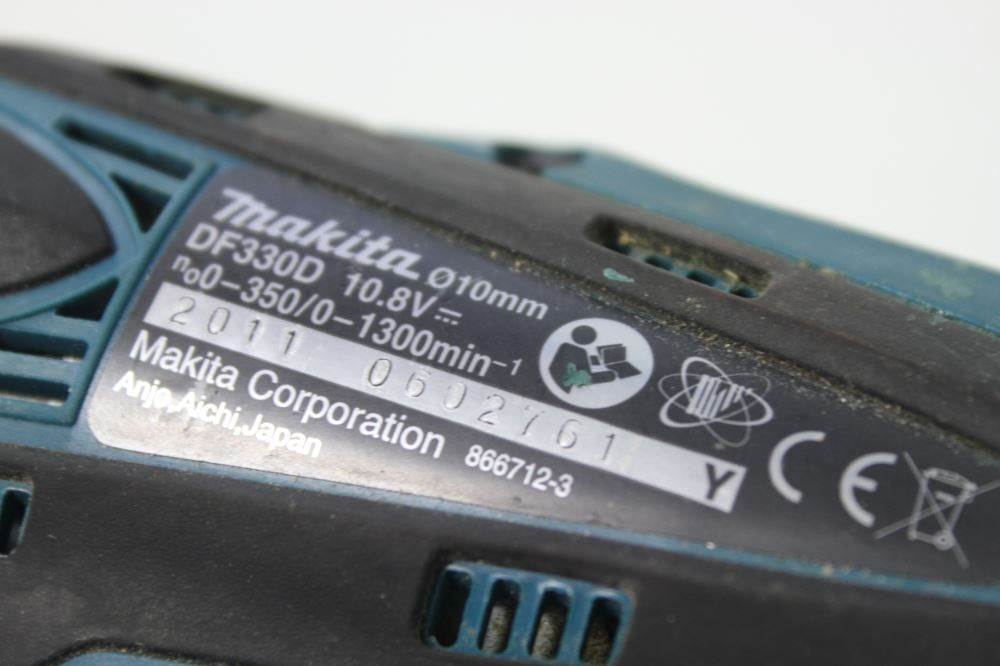 makita
DF330D 10.8V⎓ Ø10mm
n₀0-350/0-1300min⁻¹
2011 0602761 Y
Makita Corporation
Anjo,Aichi,Japan 866712-3
CE